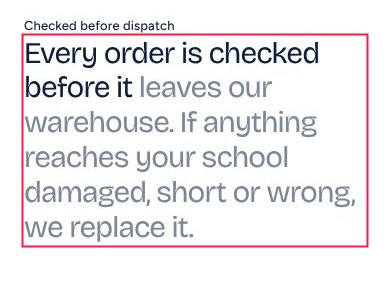 Checked before dispatch
Every order is checked
before it leaves our
warehouse. If anything
reaches your school
damaged, short or wrong,
we replace it.